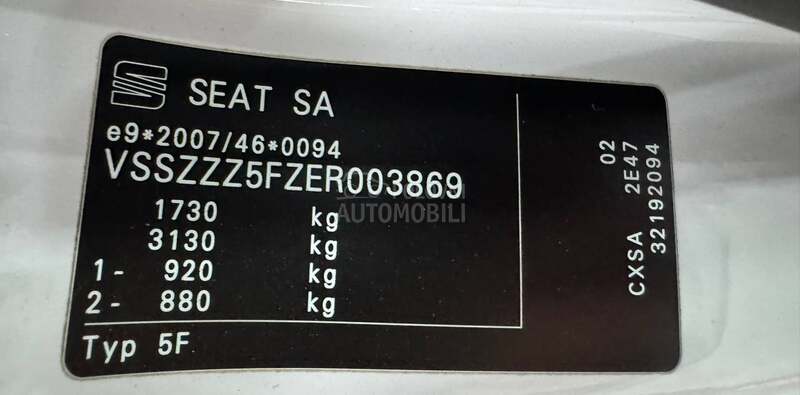 SEAT SA
e9*2007/46*0094
VSSZZZ5FZER003869
1730 kg
3130 kg
1- 920 kg
2- 880 kg
Typ 5F
02
CXSA 2E47
32192094
AUTOMOBILI